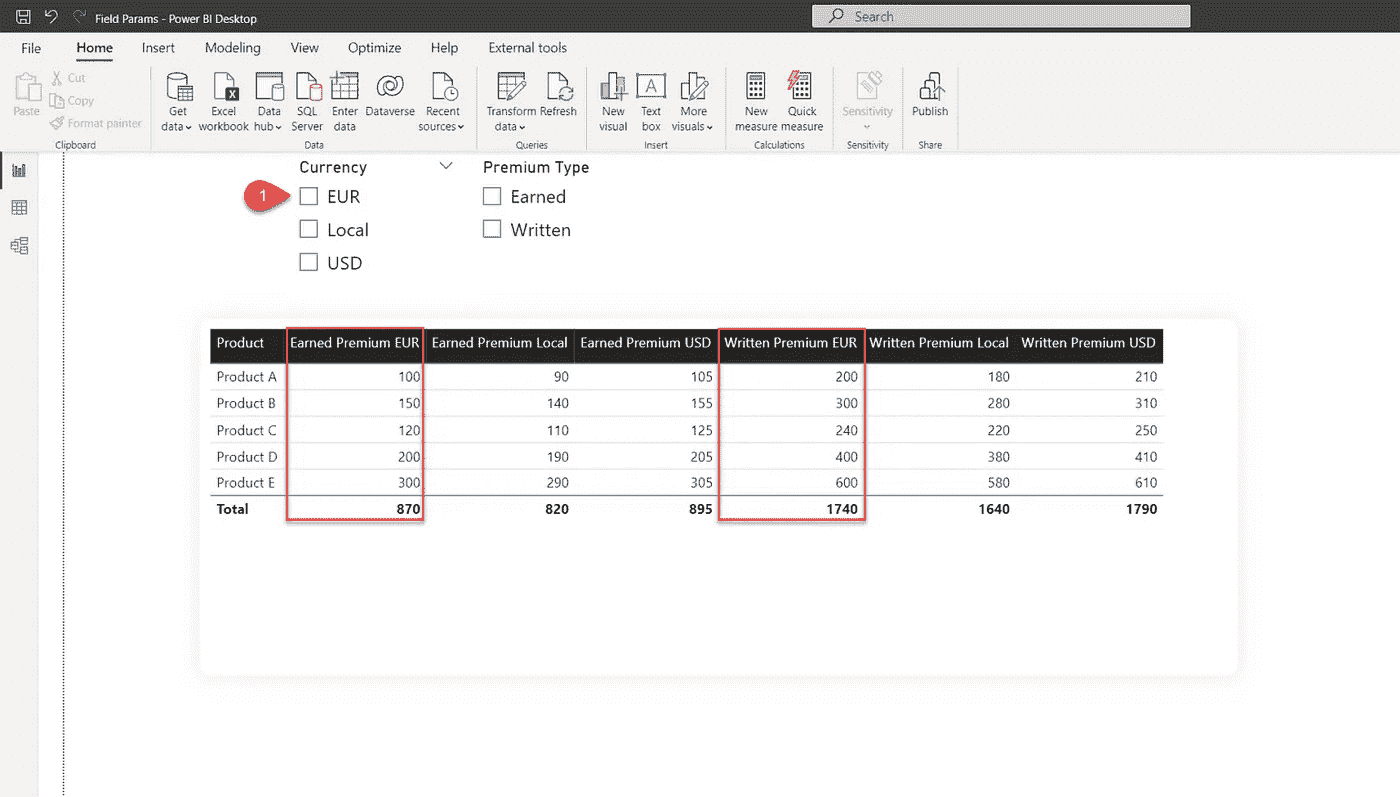 Field Params - Power BI Desktop
Search
File Home Insert Modeling View Optimize Help External tools
Paste
Cut
Copy
Format painter
Clipboard
Get data
Excel workbook
Data hub
SQL Server
Enter data
Dataverse
Recent sources
Data
Transform data
Refresh
Queries
New visual
Text box
More visuals
Insert
New measure
Quick measure
Calculations
Sensitivity
Sensitivity
Publish
Share
Currency
1
EUR
Local
USD
Premium Type
Earned
Written
Product Earned Premium EUR Earned Premium Local Earned Premium USD Written Premium EUR Written Premium Local Written Premium USD
Product A 100 90 105 200 180 210
Product B 150 140 155 300 280 310
Product C 120 110 125 240 220 250
Product D 200 190 205 400 380 410
Product E 300 290 305 600 580 610
Total 870 820 895 1740 1640 1790